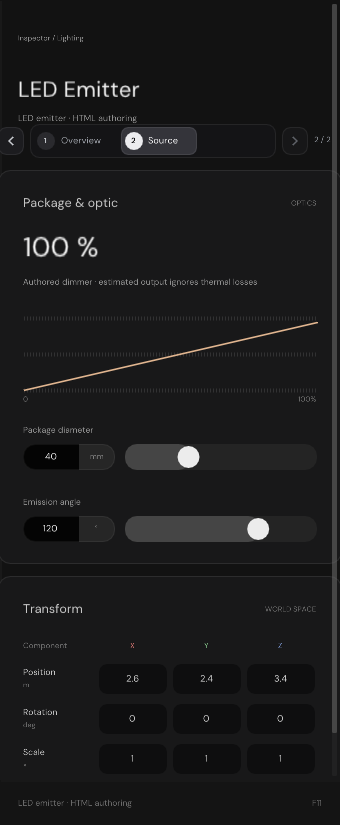 Inspector / Lighting
LED Emitter
LED emitter · HTML authoring
1 Overview 2 Source 2 / 2
Package & optic OPTICS
100 %
Authored dimmer · estimated output ignores thermal losses
0 100%
Package diameter
40 mm
Emission angle
120 °
Transform WORLD SPACE
Component X Y Z
Position 2.6 2.4 3.4
m
Rotation 0 0 0
deg
Scale 1 1 1
LED emitter · HTML authoring F11